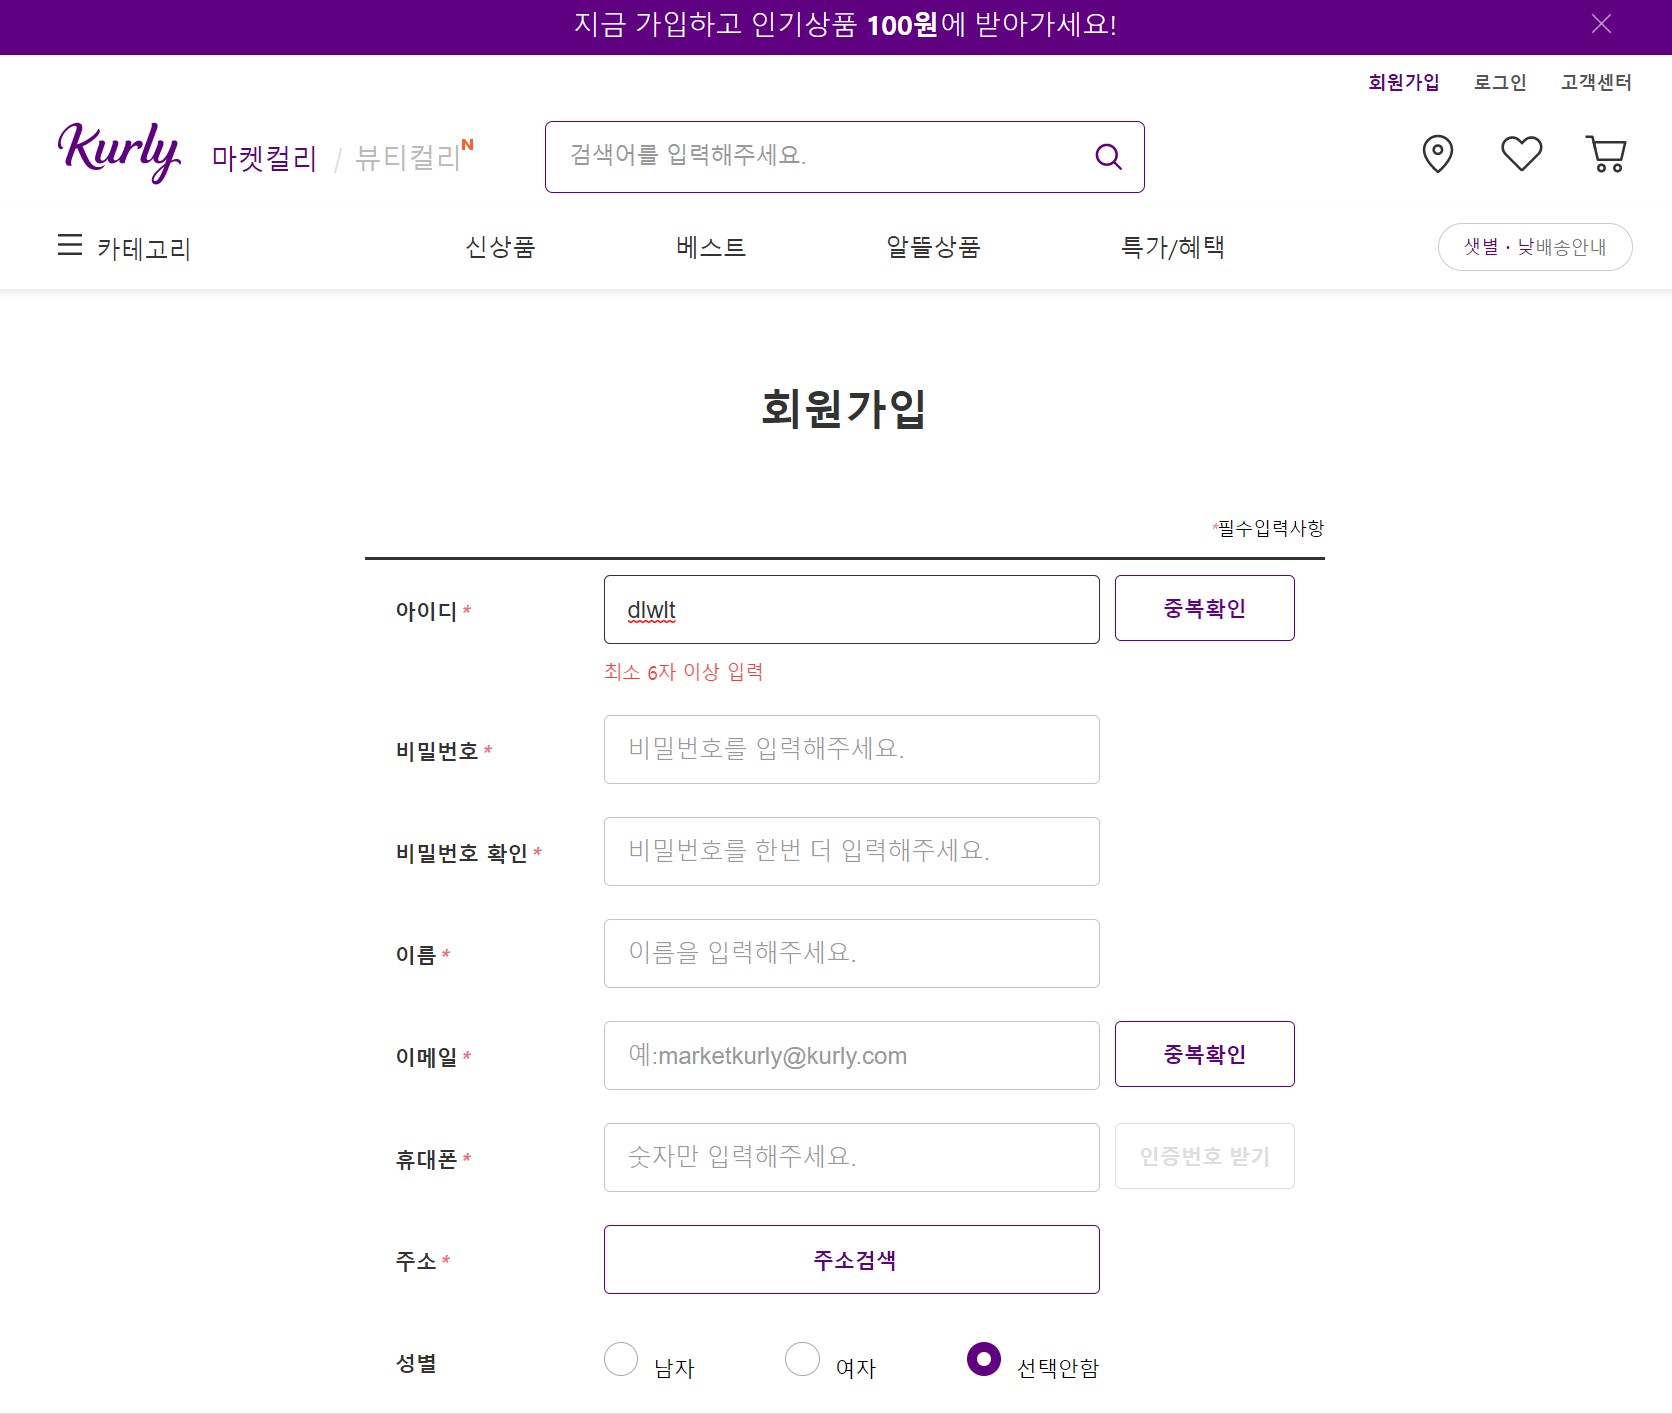 지금 가입하고 인기상품 100원에 받아가세요!
회원가입 로그인 고객센터
Kurly 마켓컬리 / 뷰티컬리 N
검색어를 입력해주세요.
카테고리 신상품 베스트 알뜰상품 특가/혜택 샛별·낮배송안내
회원가입
*필수입력사항
아이디* dlwlt 중복확인
최소 6자 이상 입력
비밀번호* 비밀번호를 입력해주세요.
비밀번호 확인* 비밀번호를 한번 더 입력해주세요.
이름* 이름을 입력해주세요.
이메일* 예:marketkurly@kurly.com 중복확인
휴대폰* 숫자만 입력해주세요. 인증번호 받기
주소* 주소검색
성별 남자 여자 선택안함